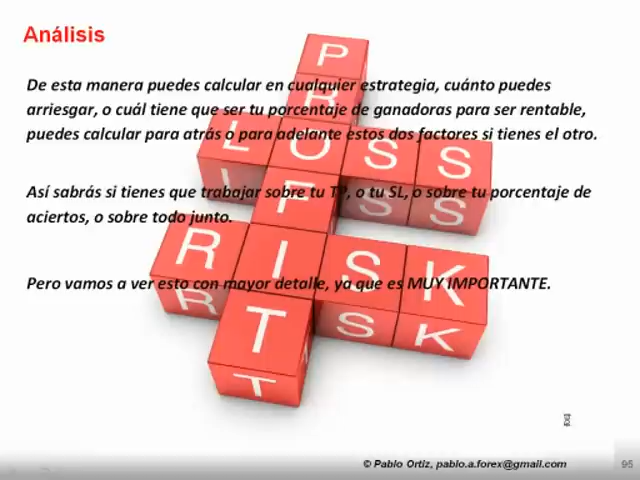 Análisis
De esta manera puedes calcular en cualquier estrategia, cuánto puedes
arriesgar, o cuál tiene que ser tu porcentaje de ganadoras para ser rentable,
puedes calcular para atrás o para adelante estos dos factores si tienes el otro.
Así sabrás si tienes que trabajar sobre tu TP, o tu SL, o sobre tu porcentaje de
aciertos, o sobre todo junto.
Pero vamos a ver esto con mayor detalle, ya que es MUY IMPORTANTE.
PROFIT
LOSS
RISK
© Pablo Ortiz, pablo.a.forex@gmail.com
95